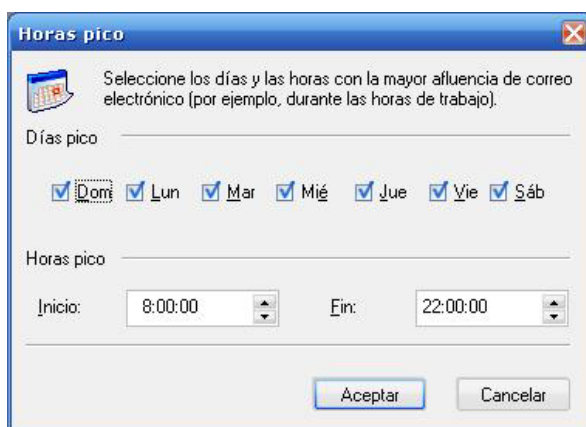 Horas pico
Seleccione los días y las horas con la mayor afluencia de correo
electrónico (por ejemplo, durante las horas de trabajo).
Días pico
Dom Lun Mar Mié Jue Vie Sáb
Horas pico
Inicio: 8:00:00 Fin: 22:00:00
Aceptar Cancelar